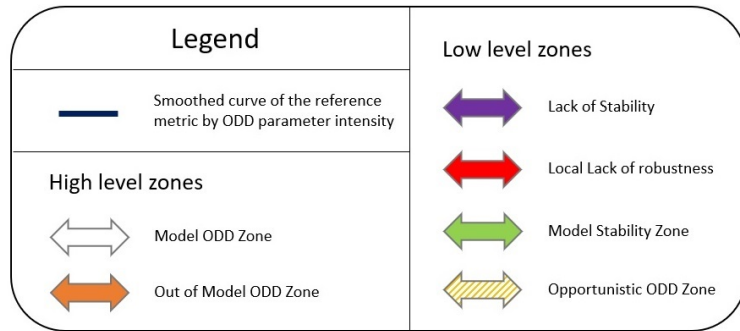 Legend
Smoothed curve of the reference
metric by ODD parameter intensity
High level zones
Model ODD Zone
Out of Model ODD Zone
Low level zones
Lack of Stability
Local Lack of robustness
Model Stability Zone
Opportunistic ODD Zone